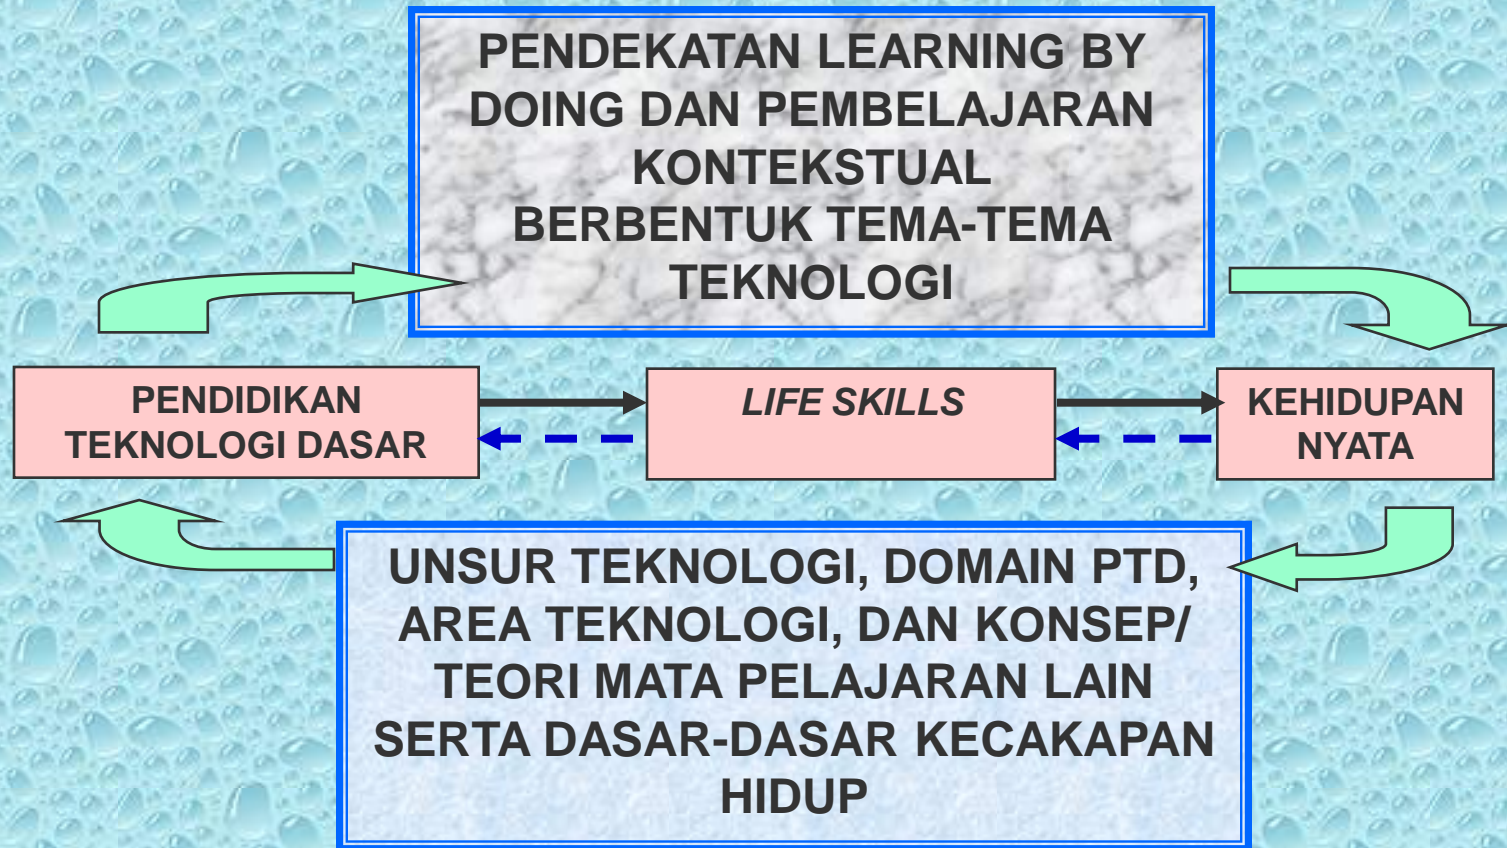 PENDEKATAN LEARNING BY
DOING DAN PEMBELAJARAN
KONTEKSTUAL
BERBENTUK TEMA-TEMA
TEKNOLOGI
PENDIDIKAN
TEKNOLOGI DASAR
LIFE SKILLS
KEHIDUPAN
NYATA
UNSUR TEKNOLOGI, DOMAIN PTD,
AREA TEKNOLOGI, DAN KONSEP/
TEORI MATA PELAJARAN LAIN
SERTA DASAR-DASAR KECAKAPAN
HIDUP